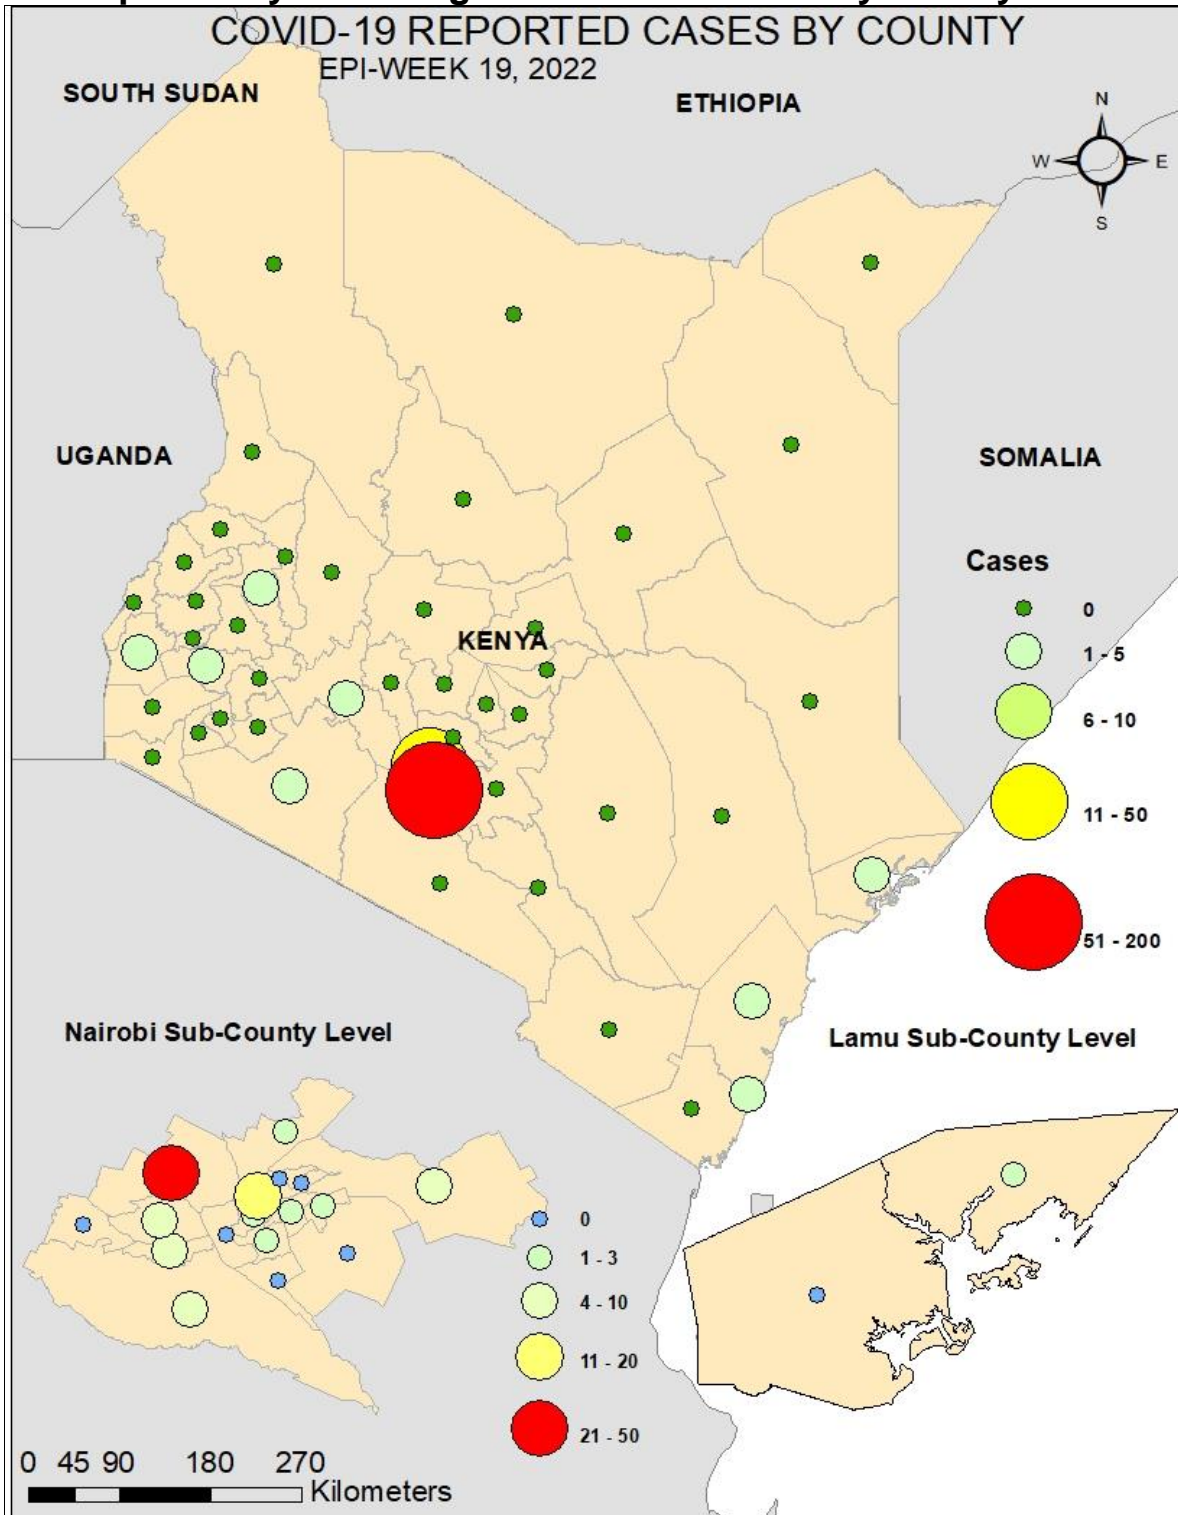 COVID-19 REPORTED CASES BY COUNTY
EPI-WEEK 19, 2022
SOUTH SUDAN
ETHIOPIA
N
W
E
S
UGANDA
SOMALIA
KENYA
Cases
0
1 - 5
6 - 10
11 - 50
51 - 200
Nairobi Sub-County Level
0
1 - 3
4 - 10
11 - 20
21 - 50
Lamu Sub-County Level
0 45 90 180 270
Kilometers